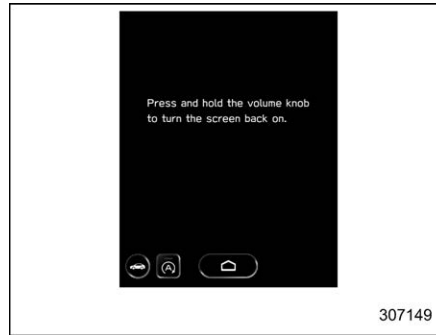 Press and hold the volume knob
to turn the screen back on.
A
307149